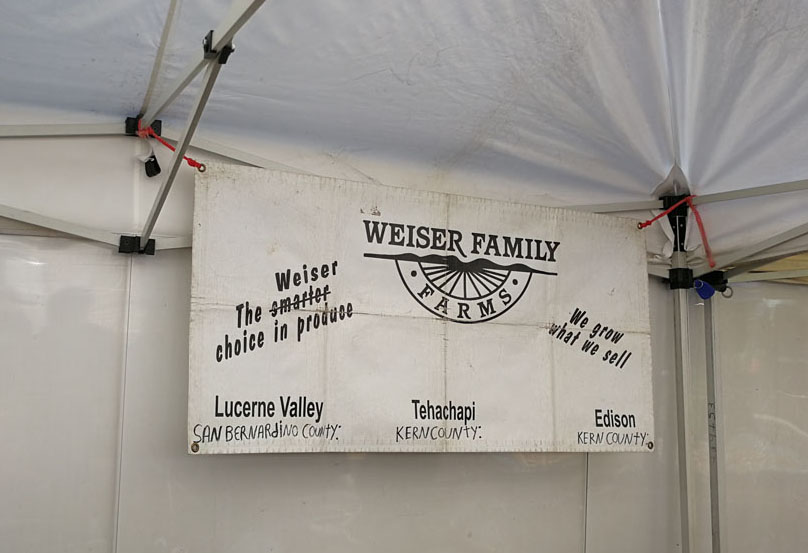 WEISER FAMILY
FARMS
Weiser
The smarter
choice in produce
We grow
what we sell
Lucerne Valley
SAN BERNARdiNO COUNTY:
Tehachapi
KERN COUNTY:
Edison
KERN COUNTY: